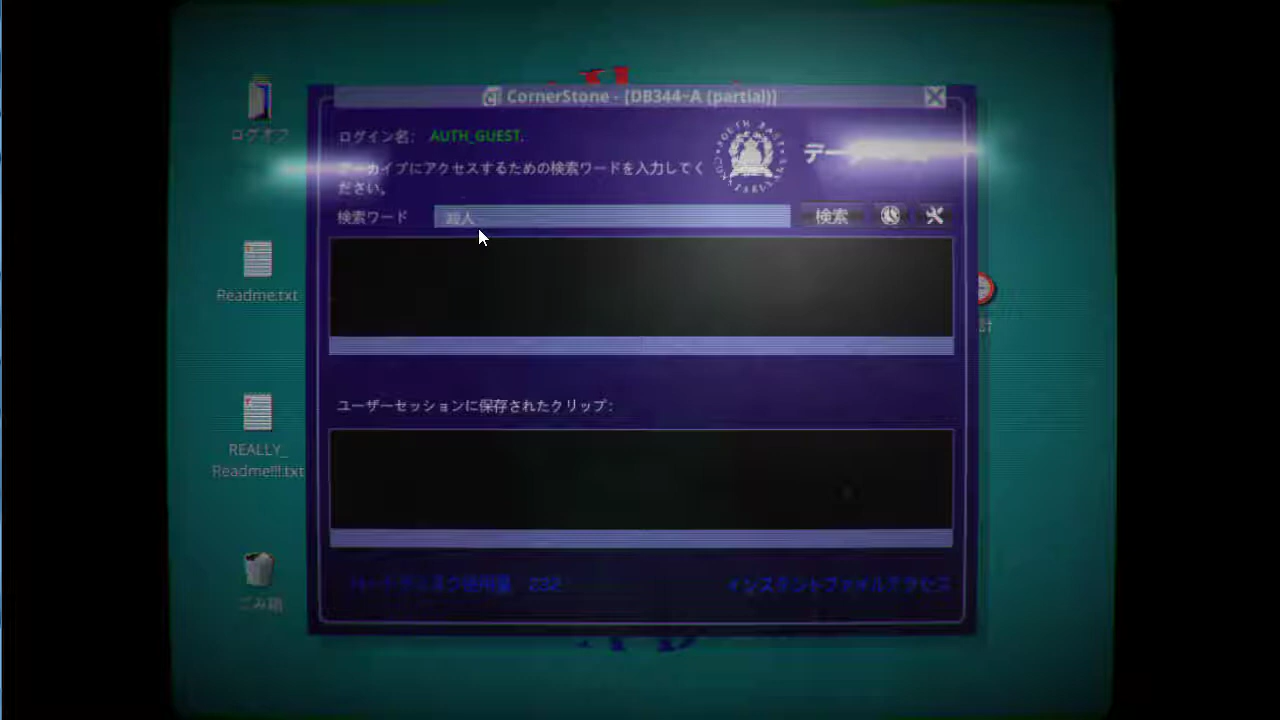 CornerStone - [DB344-A (partial)]
ログイン名: AUTH_GUEST.
アーカイブにアクセスするための検索ワードを入力してく
ださい。
検索ワード 殺人 検索
ユーザーセッションに保存されたクリップ:
232
ログオフ
Readme.txt
REALLY_
Readme!!!.txt
ごみ箱
計